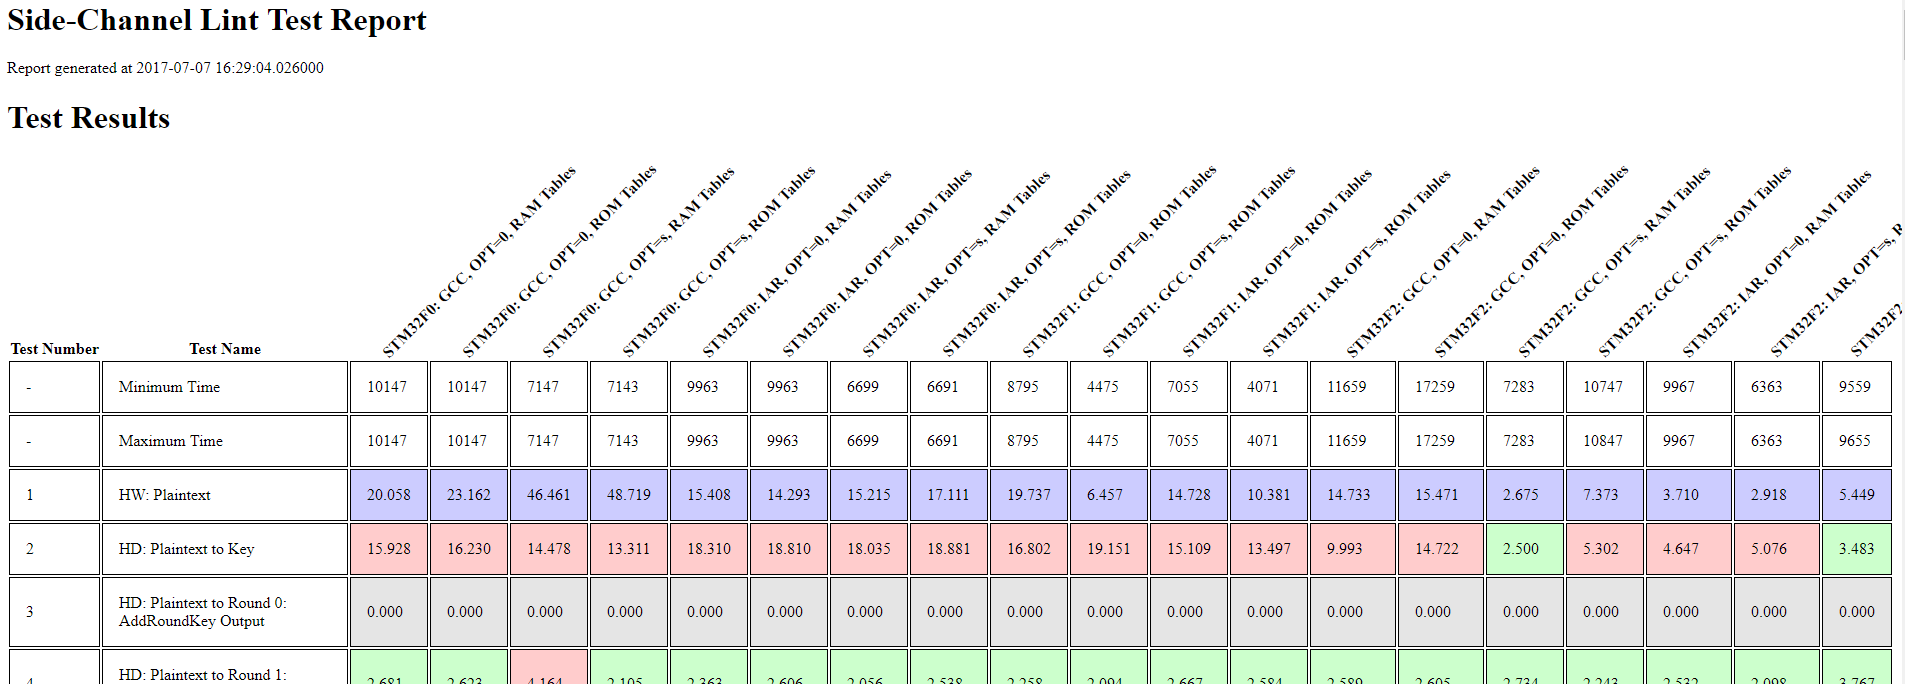 Side-Channel Lint Test Report
Report generated at 2017-07-07 16:29:04.026000
Test Results
Test Number Test Name STM32F0: GCC, OPT=0, RAM Tables STM32F0: GCC, OPT=0, ROM Tables STM32F0: GCC, OPT=s, RAM Tables STM32F0: GCC, OPT=s, ROM Tables STM32F0: IAR, OPT=0, RAM Tables STM32F0: IAR, OPT=0, ROM Tables STM32F0: IAR, OPT=s, RAM Tables STM32F0: IAR, OPT=s, ROM Tables STM32F1: GCC, OPT=0, ROM Tables STM32F1: GCC, OPT=s, ROM Tables STM32F1: IAR, OPT=0, ROM Tables STM32F1: IAR, OPT=s, ROM Tables STM32F2: GCC, OPT=0, RAM Tables STM32F2: GCC, OPT=0, ROM Tables STM32F2: GCC, OPT=s, RAM Tables STM32F2: GCC, OPT=s, ROM Tables STM32F2: IAR, OPT=0, RAM Tables STM32F2: IAR, OPT=s, STM32F2
- Minimum Time 10147 10147 7147 7143 9963 9963 6699 6691 8795 4475 7055 4071 11659 17259 7283 10747 9967 6363 9559
- Maximum Time 10147 10147 7147 7143 9963 9963 6699 6691 8795 4475 7055 4071 11659 17259 7283 10847 9967 6363 9655
1 HW: Plaintext 20.058 23.162 46.461 48.719 15.408 14.293 15.215 17.111 19.737 6.457 14.728 10.381 14.733 15.471 2.675 7.373 3.710 2.918 5.449
2 HD: Plaintext to Key 15.928 16.230 14.478 13.311 18.310 18.810 18.035 18.881 16.802 19.151 15.109 13.497 9.993 14.722 2.500 5.302 4.647 5.076 3.483
3 HD: Plaintext to Round 0: 0.000 0.000 0.000 0.000 0.000 0.000 0.000 0.000 0.000 0.000 0.000 0.000 0.000 0.000 0.000 0.000 0.000 0.000 0.000
AddRoundKey Output
4 HD: Plaintext to Round 1: 2.681 2.623 4.164 2.105 2.363 2.606 2.056 2.538 2.258 2.094 2.667 2.584 2.589 2.605 2.734 2.243 2.532 2.098 3.767